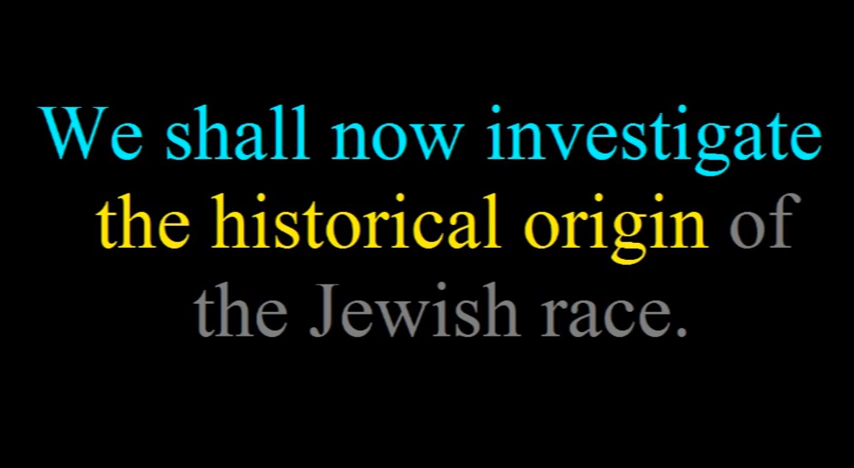 We shall now investigate
the historical origin of
the Jewish race.